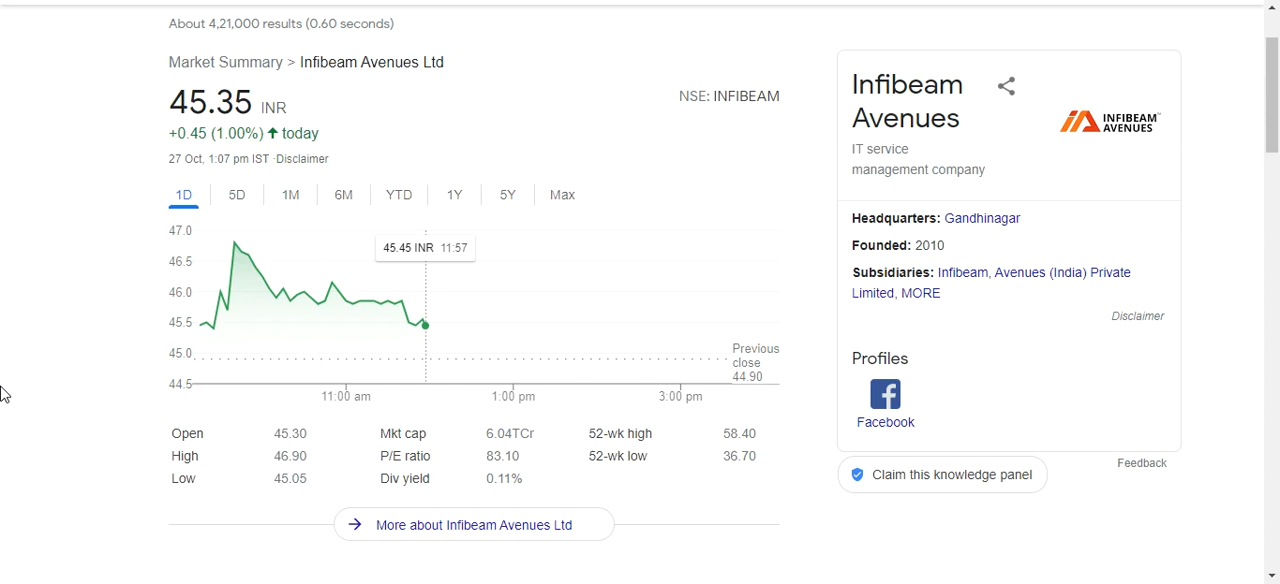 About 4,21,000 results (0.60 seconds)
Market Summary > Infibeam Avenues Ltd
45.35 INR
NSE: INFIBEAM
+0.45 (1.00%) ↑ today
27 Oct, 1:07 pm IST · Disclaimer
1D 5D 1M 6M YTD 1Y 5Y Max
47.0
46.5
46.0
45.5
45.0
44.5
45.45 INR 11:57
Previous
close
44.90
11:00 am 1:00 pm 3:00 pm
Open 45.30 Mkt cap 6.04TCr 52-wk high 58.40
High 46.90 P/E ratio 83.10 52-wk low 36.70
Low 45.05 Div yield 0.11%
→ More about Infibeam Avenues Ltd
Infibeam
Avenues
INFIBEAM
AVENUES
IT service
management company
Headquarters: Gandhinagar
Founded: 2010
Subsidiaries: Infibeam, Avenues (India) Private
Limited, MORE
Disclaimer
Profiles
Facebook
Feedback
Claim this knowledge panel